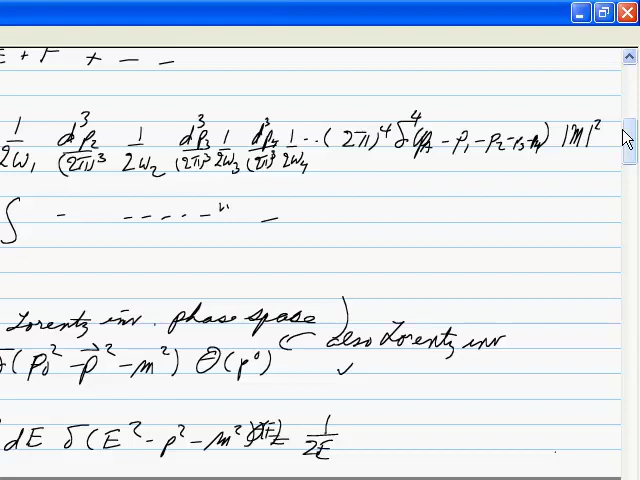 E + F + — —
1/2ω₁ d³p₂/(2π)³ 1/2ω₂ d³p₃/(2π)³ 1/2ω₃ d³p₄/(2π)³ 1/2ω₄ ·· (2π)⁴ δ⁴(p_A - p₁ - p₂ - p₃ - p₄) |M|²
∫ - - - - - - " —
Lorentz inv. phase space )
(p₀² - p⃗² - m²) Θ(p⁰) ( also Lorentz inv
✓
dE δ(E² - p² - m²) 1/2E